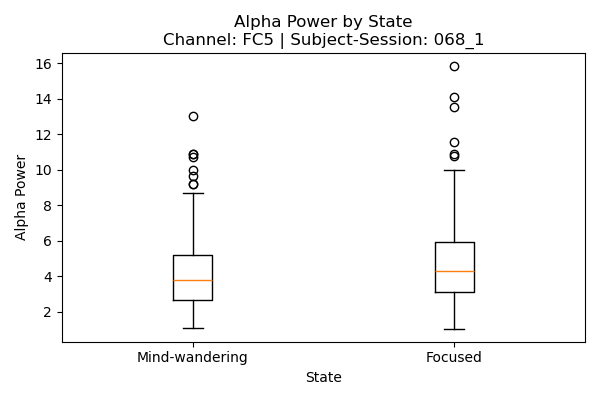 Alpha Power by State
Channel: FC5 | Subject-Session: 068_1
16
14
12
10
8
6
4
2
Alpha Power
Mind-wandering
Focused
State